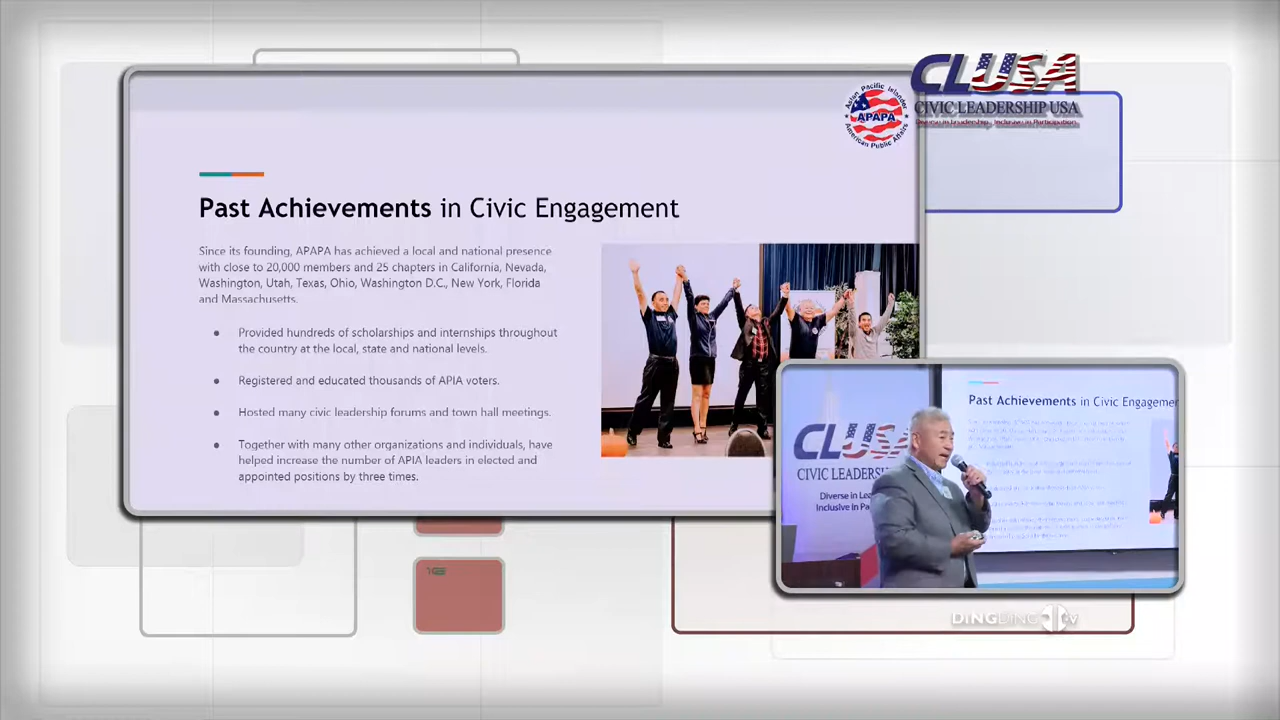 CLUSA
CIVIC LEADERSHIP USA
Diverse in Leadership . Inclusive in Participation
Asian Pacific Islander
APAPA
American Public Affairs
Past Achievements in Civic Engagement
Since its founding, APAPA has achieved a local and national presence
with close to 20,000 members and 25 chapters in California, Nevada,
Washington, Utah, Texas, Ohio, Washington D.C., New York, Florida
and Massachusetts.
● Provided hundreds of scholarships and internships throughout
the country at the local, state and national levels.
● Registered and educated thousands of APIA voters.
● Hosted many civic leadership forums and town hall meetings.
● Together with many other organizations and individuals, have
helped increase the number of APIA leaders in elected and
appointed positions by three times.
Past Achievements in Civic Engagemen
CLUSA
CIVIC LEADERS
Diverse in Lea
Inclusive in Pa
DINGDING TV